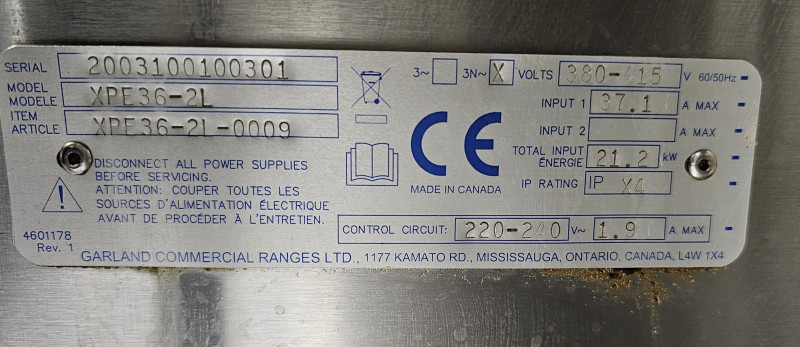 SERIAL 2003100100301
MODEL
MODELE XPE36-2L
ITEM
ARTICLE XPE36-2L-0009
DISCONNECT ALL POWER SUPPLIES
BEFORE SERVICING.
ATTENTION: COUPER TOUTES LES
SOURCES D'ALIMENTATION ÉLECTRIQUE
AVANT DE PROCÉDER À L'ENTRETIEN.
4601178
Rev. 1
CE
MADE IN CANADA
3~ 3N~ X VOLTS 380-415 V 60/50Hz
INPUT 1 37.1 A MAX
INPUT 2 A MAX
TOTAL INPUT
ÉNERGIE 21.2 kW
IP RATING IP X4
CONTROL CIRCUIT: 220-240 V~ 1.9 A MAX
GARLAND COMMERCIAL RANGES LTD., 1177 KAMATO RD., MISSISSAUGA, ONTARIO, CANADA, L4W 1X4